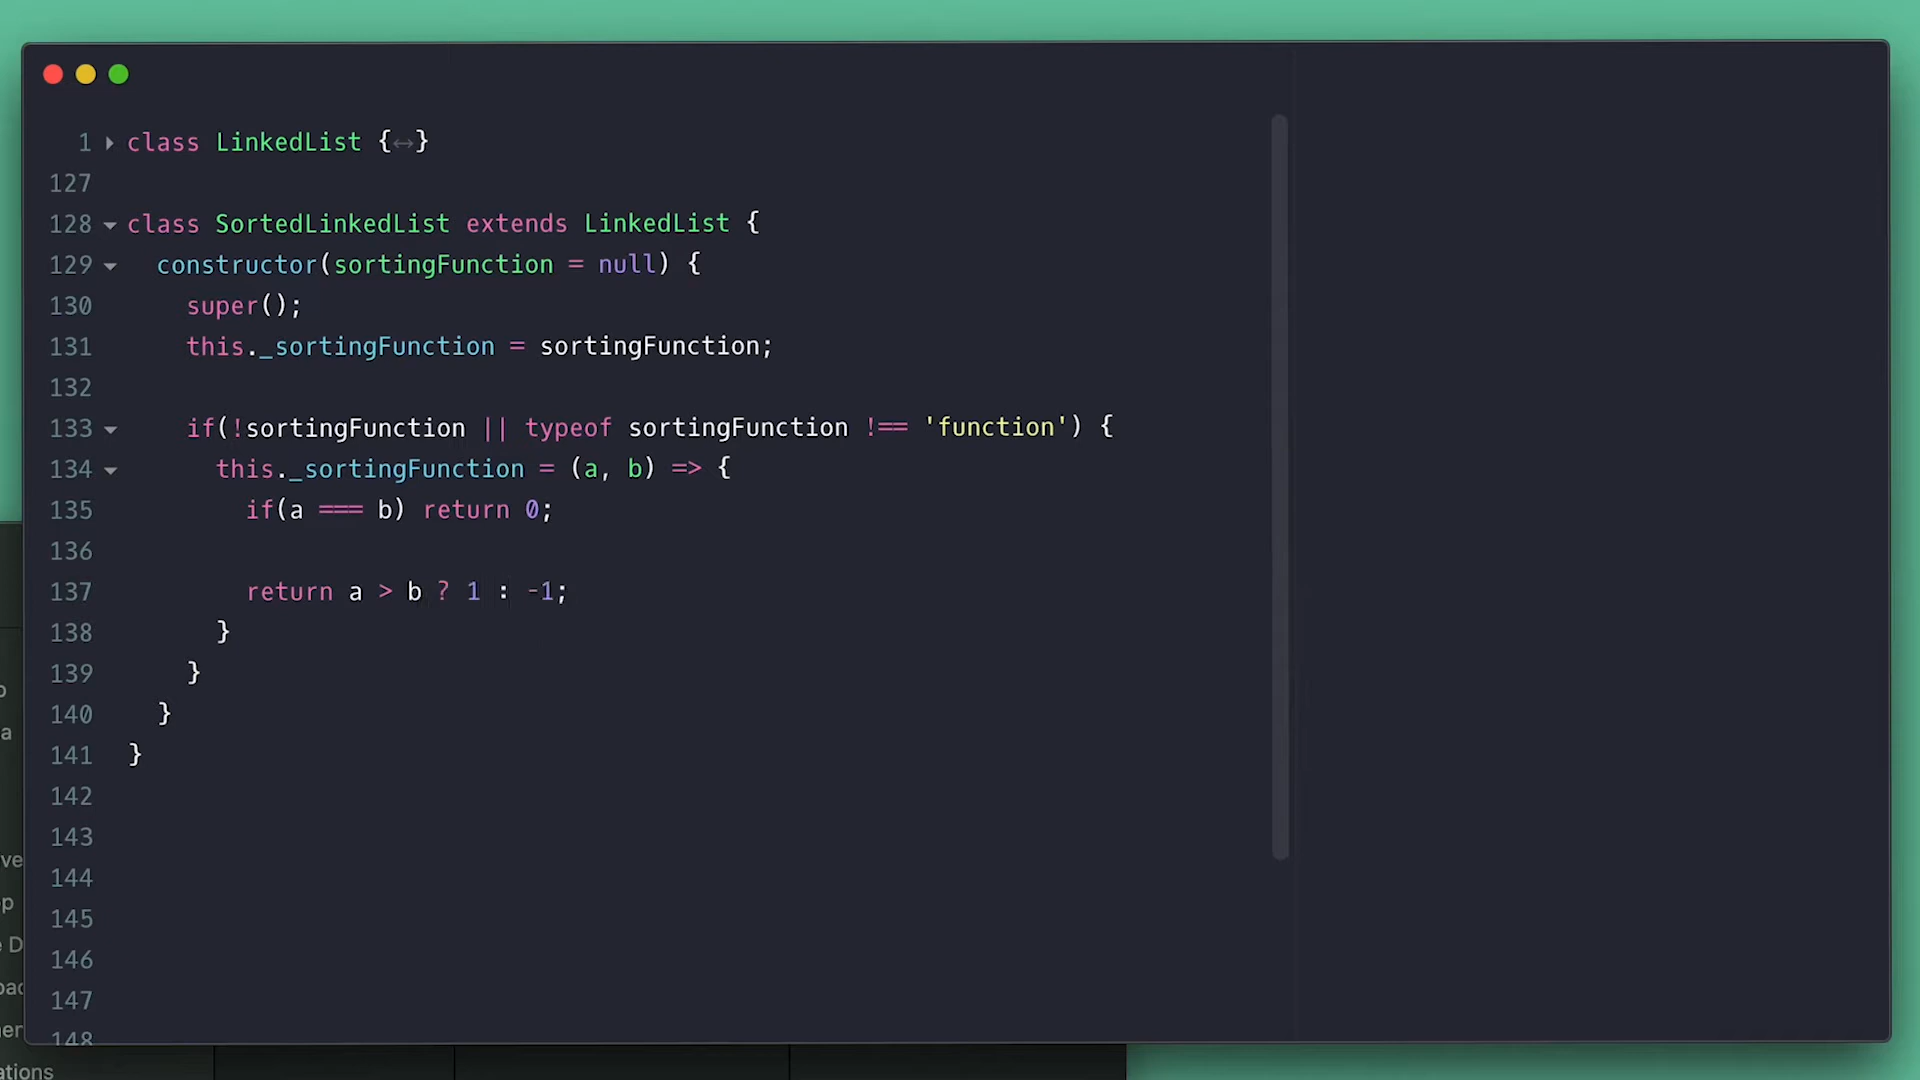 1 class LinkedList {↔}
127
128 class SortedLinkedList extends LinkedList {
129 constructor(sortingFunction = null) {
130 super();
131 this._sortingFunction = sortingFunction;
132
133 if(!sortingFunction || typeof sortingFunction !== 'function') {
134 this._sortingFunction = (a, b) => {
135 if(a === b) return 0;
136
137 return a > b ? 1 : -1;
138 }
139 }
140 }
141 }
142
143
144
145
146
147
148